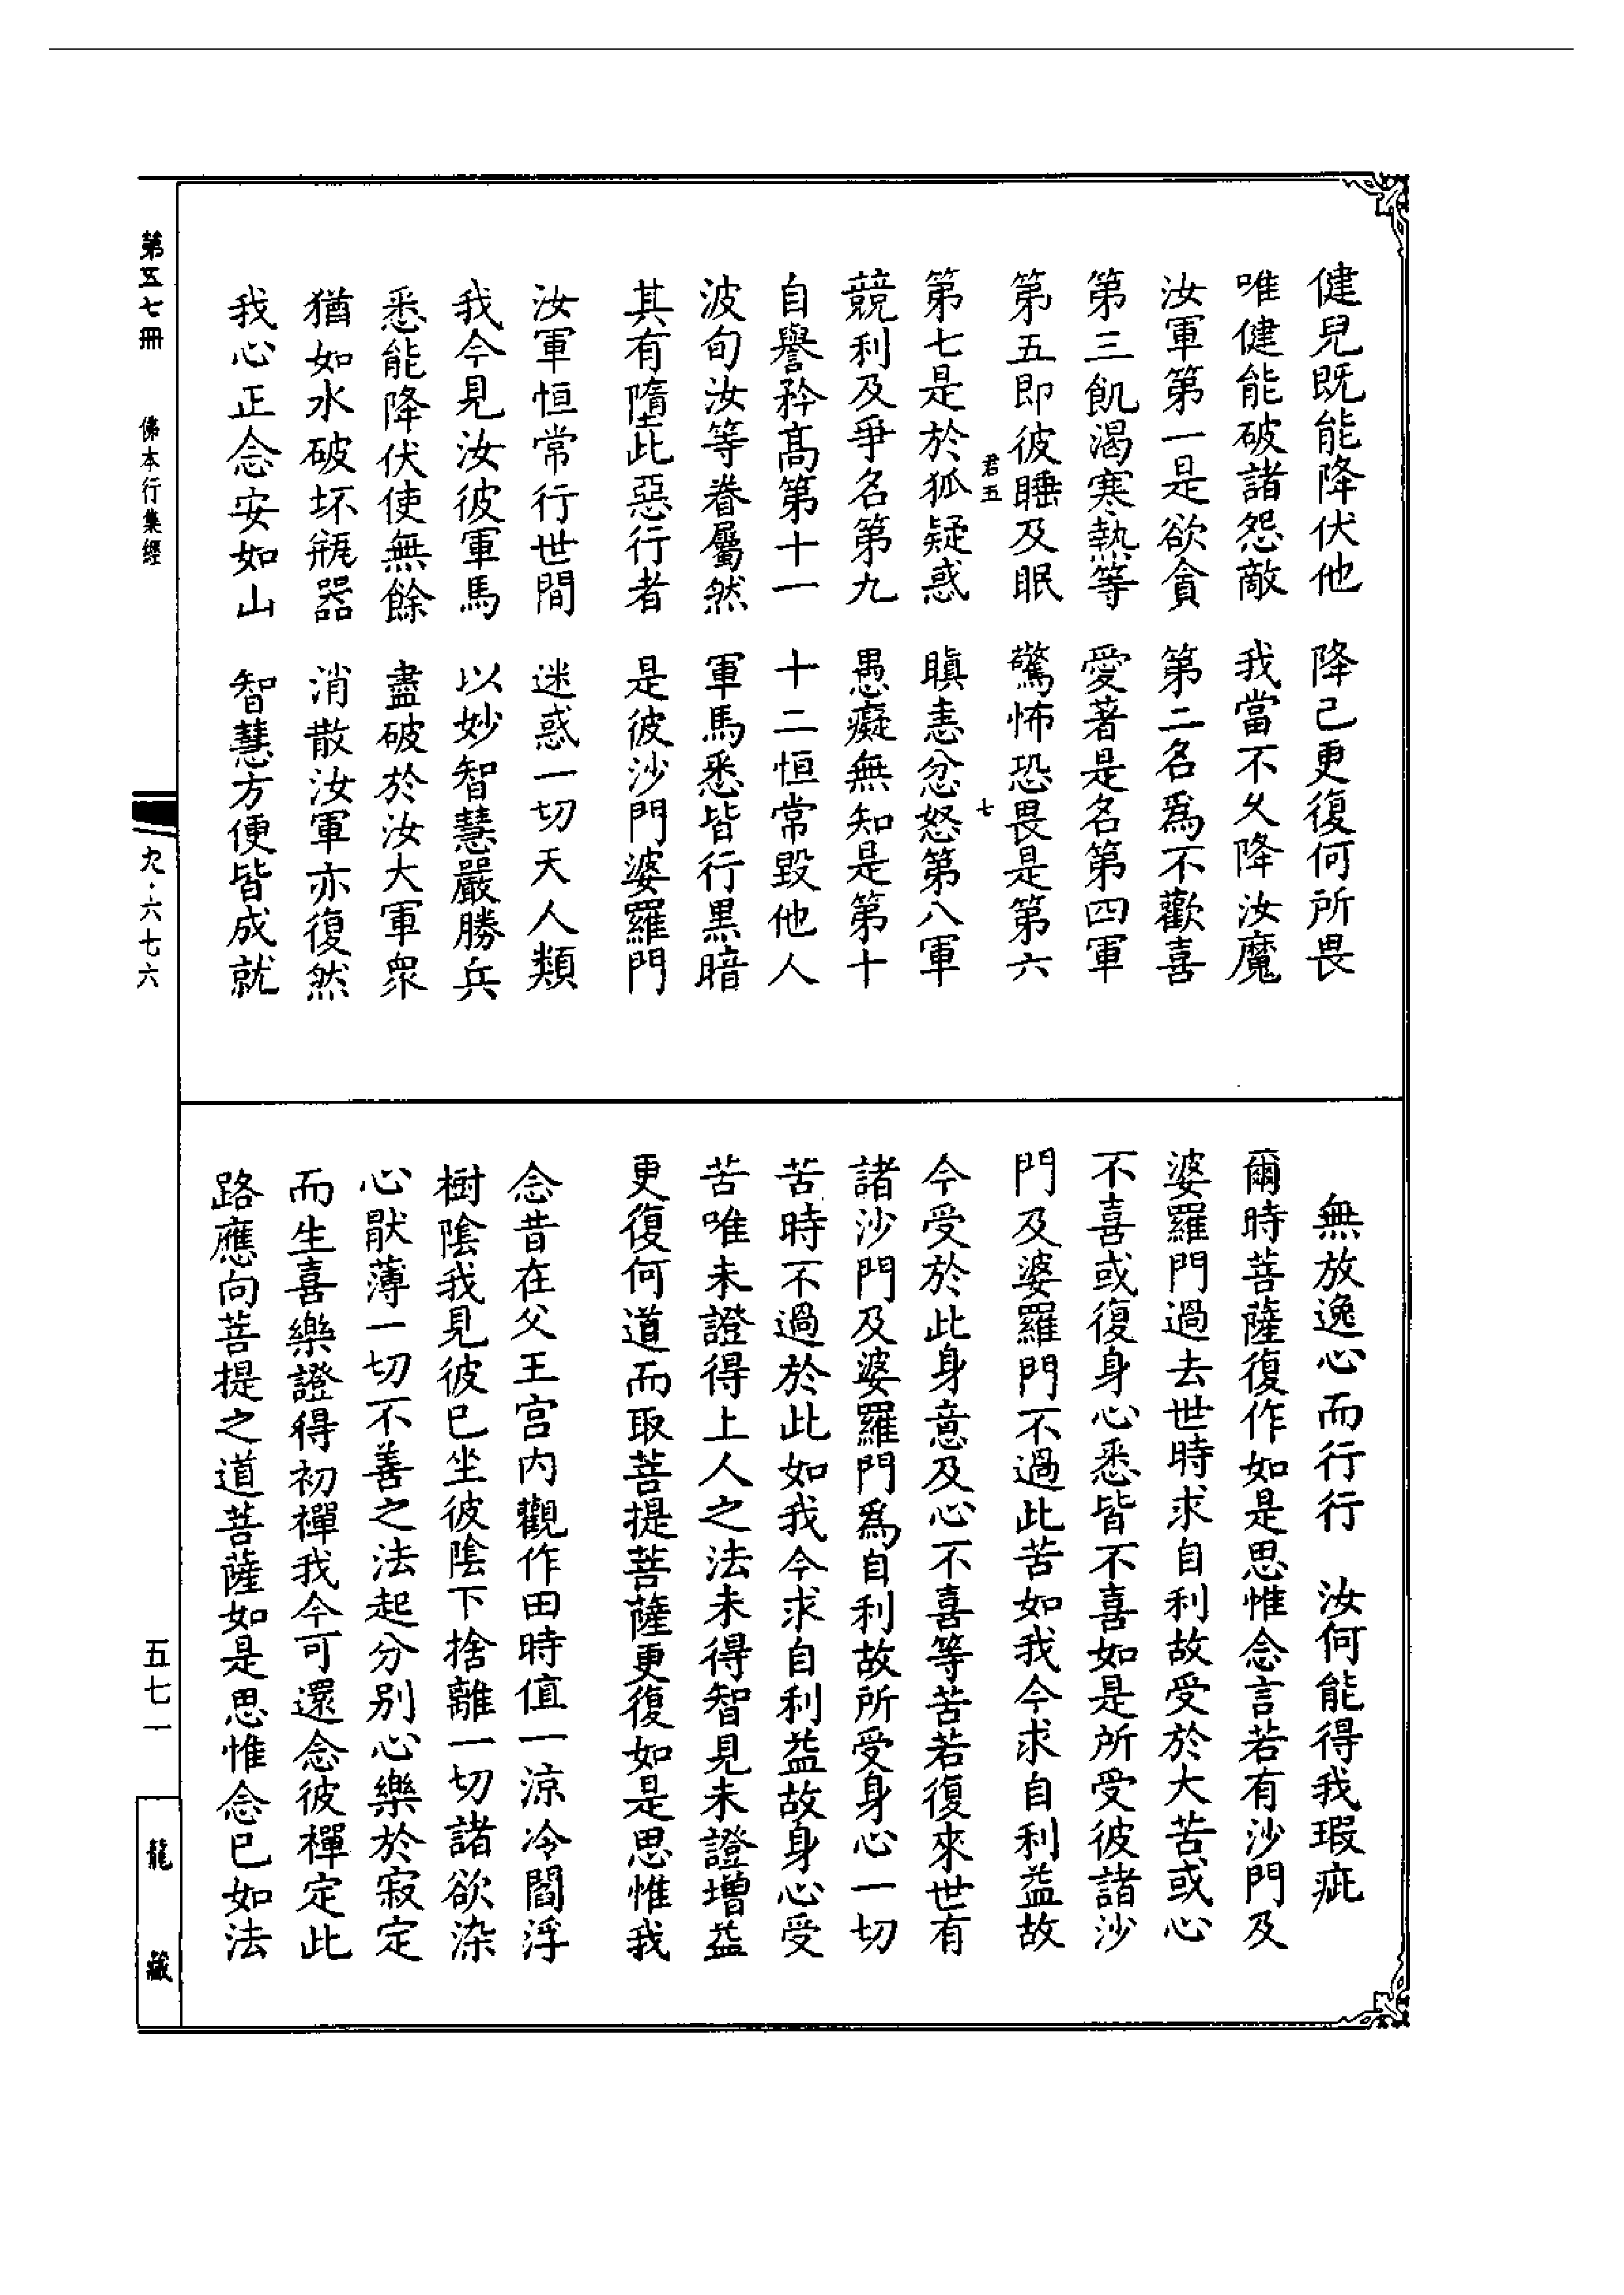 健兒既能降伏他　降己更復何所畏
唯健能破諸怨敵　我當不久降汝魔
汝軍第一是欲貪　第二名爲不歡喜
第三飢渴寒熱等　愛著是名第四軍
第五即彼睡及眠　驚怖恐畏是第六
君五　七
第七是於狐疑惑　瞋恚忿怒第八軍
競利及爭名第九　愚癡無知是第十
自譽矜高第十一　十二恒常毀他人
波旬汝等眷屬然　軍馬悉皆行黑暗
其有墮此惡行者　是彼沙門婆羅門
汝軍恒常行世間　迷惑一切天人類
我今見汝彼軍馬　以妙智慧嚴勝兵
悉能降伏使無餘　盡破於汝大軍眾
猶如水破坏瓶器　消散汝軍亦復然
我心正念安如山　智慧方便皆成就
無放逸心而行行　汝何能得我瑕疵
爾時菩薩復作如是思惟念言若有沙門及
婆羅門過去世時求自利故受於大苦或心
不喜或復身心悉皆不喜如是所受彼諸沙
門及婆羅門不過此苦如我今求自利益故
今受於此身意及心不喜等苦若復來世有
諸沙門及婆羅門爲自利故所受身心一切
苦時不過於此如我今求自利益故身心受
苦唯未證得上人之法未得智見未證增益
更復何道而取菩提菩薩更復如是思惟我
念昔在父王宮內觀作田時值一涼冷閻浮
樹陰我見彼已坐彼陰下捨離一切諸欲染
心厭薄一切不善之法起分別心樂於寂定
而生喜樂證得初禪我今可還念彼禪定此
路應向菩提之道菩薩如是思惟念已如法
第五七冊　佛本行集經　九·六七六　五七一　龍藏